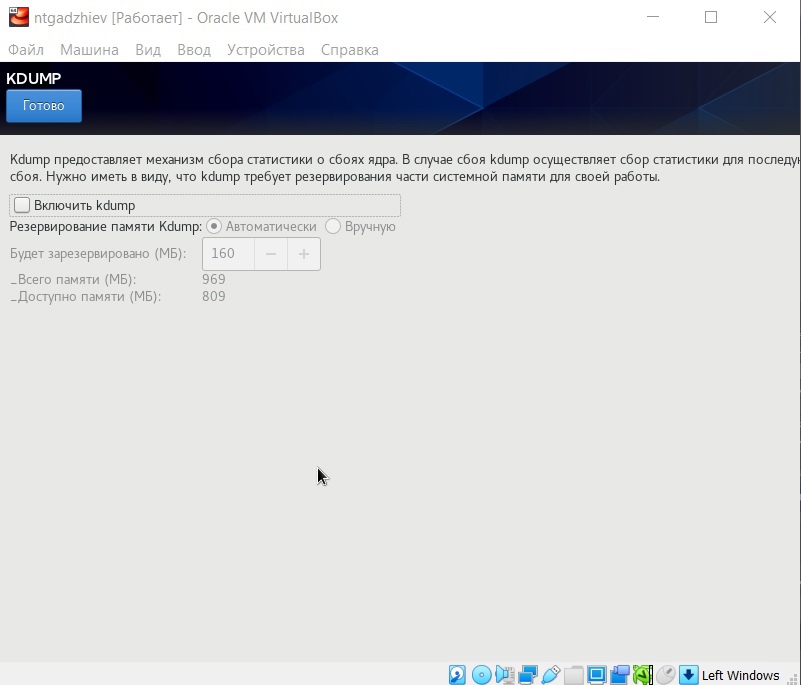 ntgadzhiev [Работает] - Oracle VM VirtualBox
Файл Машина Вид Ввод Устройства Справка
KDUMP
Готово
Kdump предоставляет механизм сбора статистики о сбоях ядра. В случае сбоя kdump осуществляет сбор статистики для последу
сбоя. Нужно иметь в виду, что kdump требует резервирования части системной памяти для своей работы.
Включить kdump
Резервирование памяти Kdump: Автоматически Вручную
Будет зарезервировано (МБ): 160 − +
_Всего памяти (МБ): 969
_Доступно памяти (МБ): 809
Left Windows